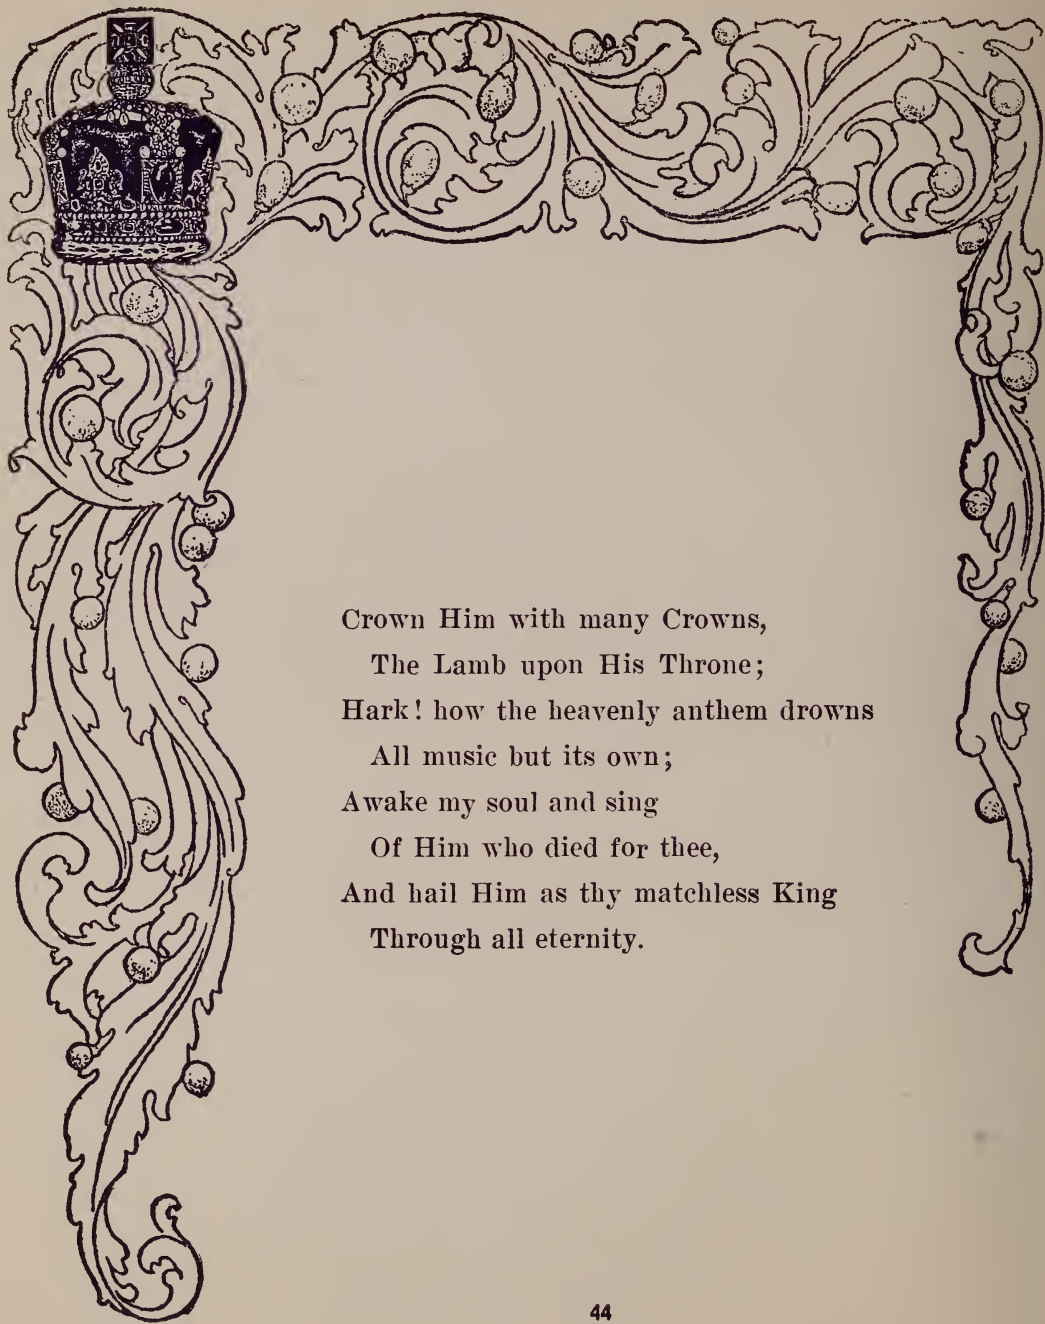 Crown Him with many Crowns,
The Lamb upon His Throne;
Hark! how the heavenly anthem drowns
All music but its own;
Awake my soul and sing
Of Him who died for thee,
And hail Him as thy matchless King
Through all eternity.
44